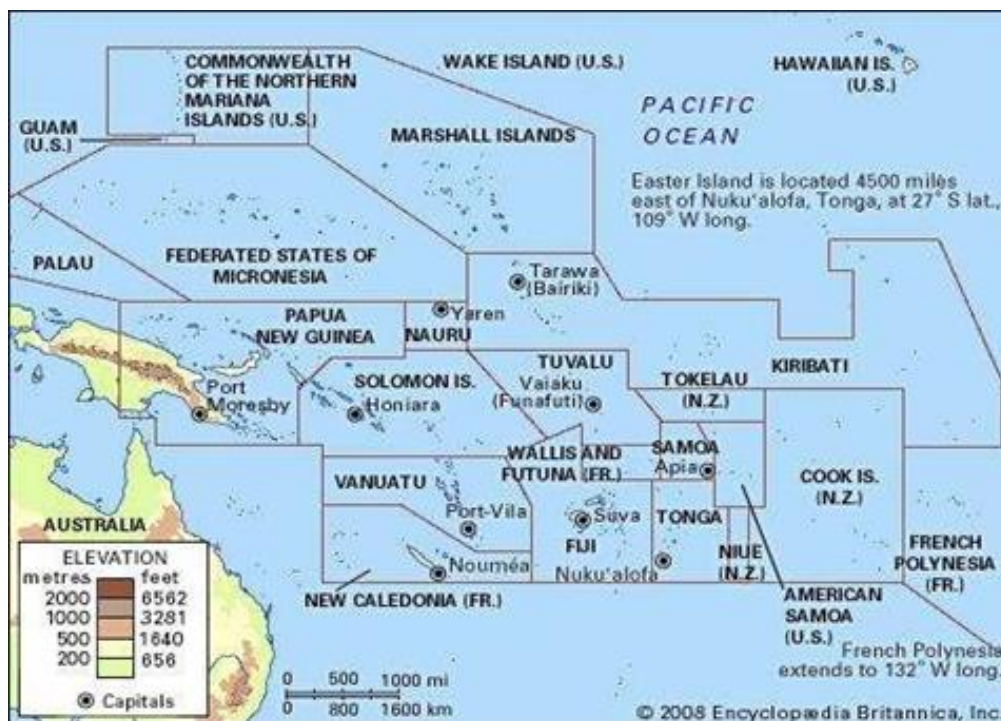 COMMONWEALTH
OF THE NORTHERN
MARIANA
ISLANDS (U.S.)
WAKE ISLAND (U.S.)
HAWAIIAN IS.
(U.S.)
GUAM
(U.S.)
MARSHALL ISLANDS
PACIFIC
OCEAN
Easter Island is located 4500 miles
east of Nuku'alofa, Tonga, at 27° S lat.,
109° W long.
PALAU
FEDERATED STATES OF
MICRONESIA
Tarawa
(Bairiki)
PAPUA
NEW GUINEA
Yaren
NAURU
KIRIBATI
TUVALU
Vaiaku
(Funafuti)
TOKELAU
(N.Z.)
SOLOMON IS.
Honiara
Port
Moresby
WALLIS AND
FUTUNA (FR.)
SAMOA
Apia
COOK IS.
(N.Z.)
VANUATU
Port-Vila
Suva
FIJI
TONGA
Nuku'alofa
NIUE
(N.Z.)
FRENCH
POLYNESIA
(FR.)
AUSTRALIA
Nouméa
NEW CALEDONIA (FR.)
AMERICAN
SAMOA
(U.S.)
French Polynesia
extends to 132° W long.
ELEVATION
metres feet
2000 6562
1000 3281
500 1640
200 656
Capitals
0 500 1000 mi
0 800 1600 km
© 2008 Encyclopædia Britannica, Inc.